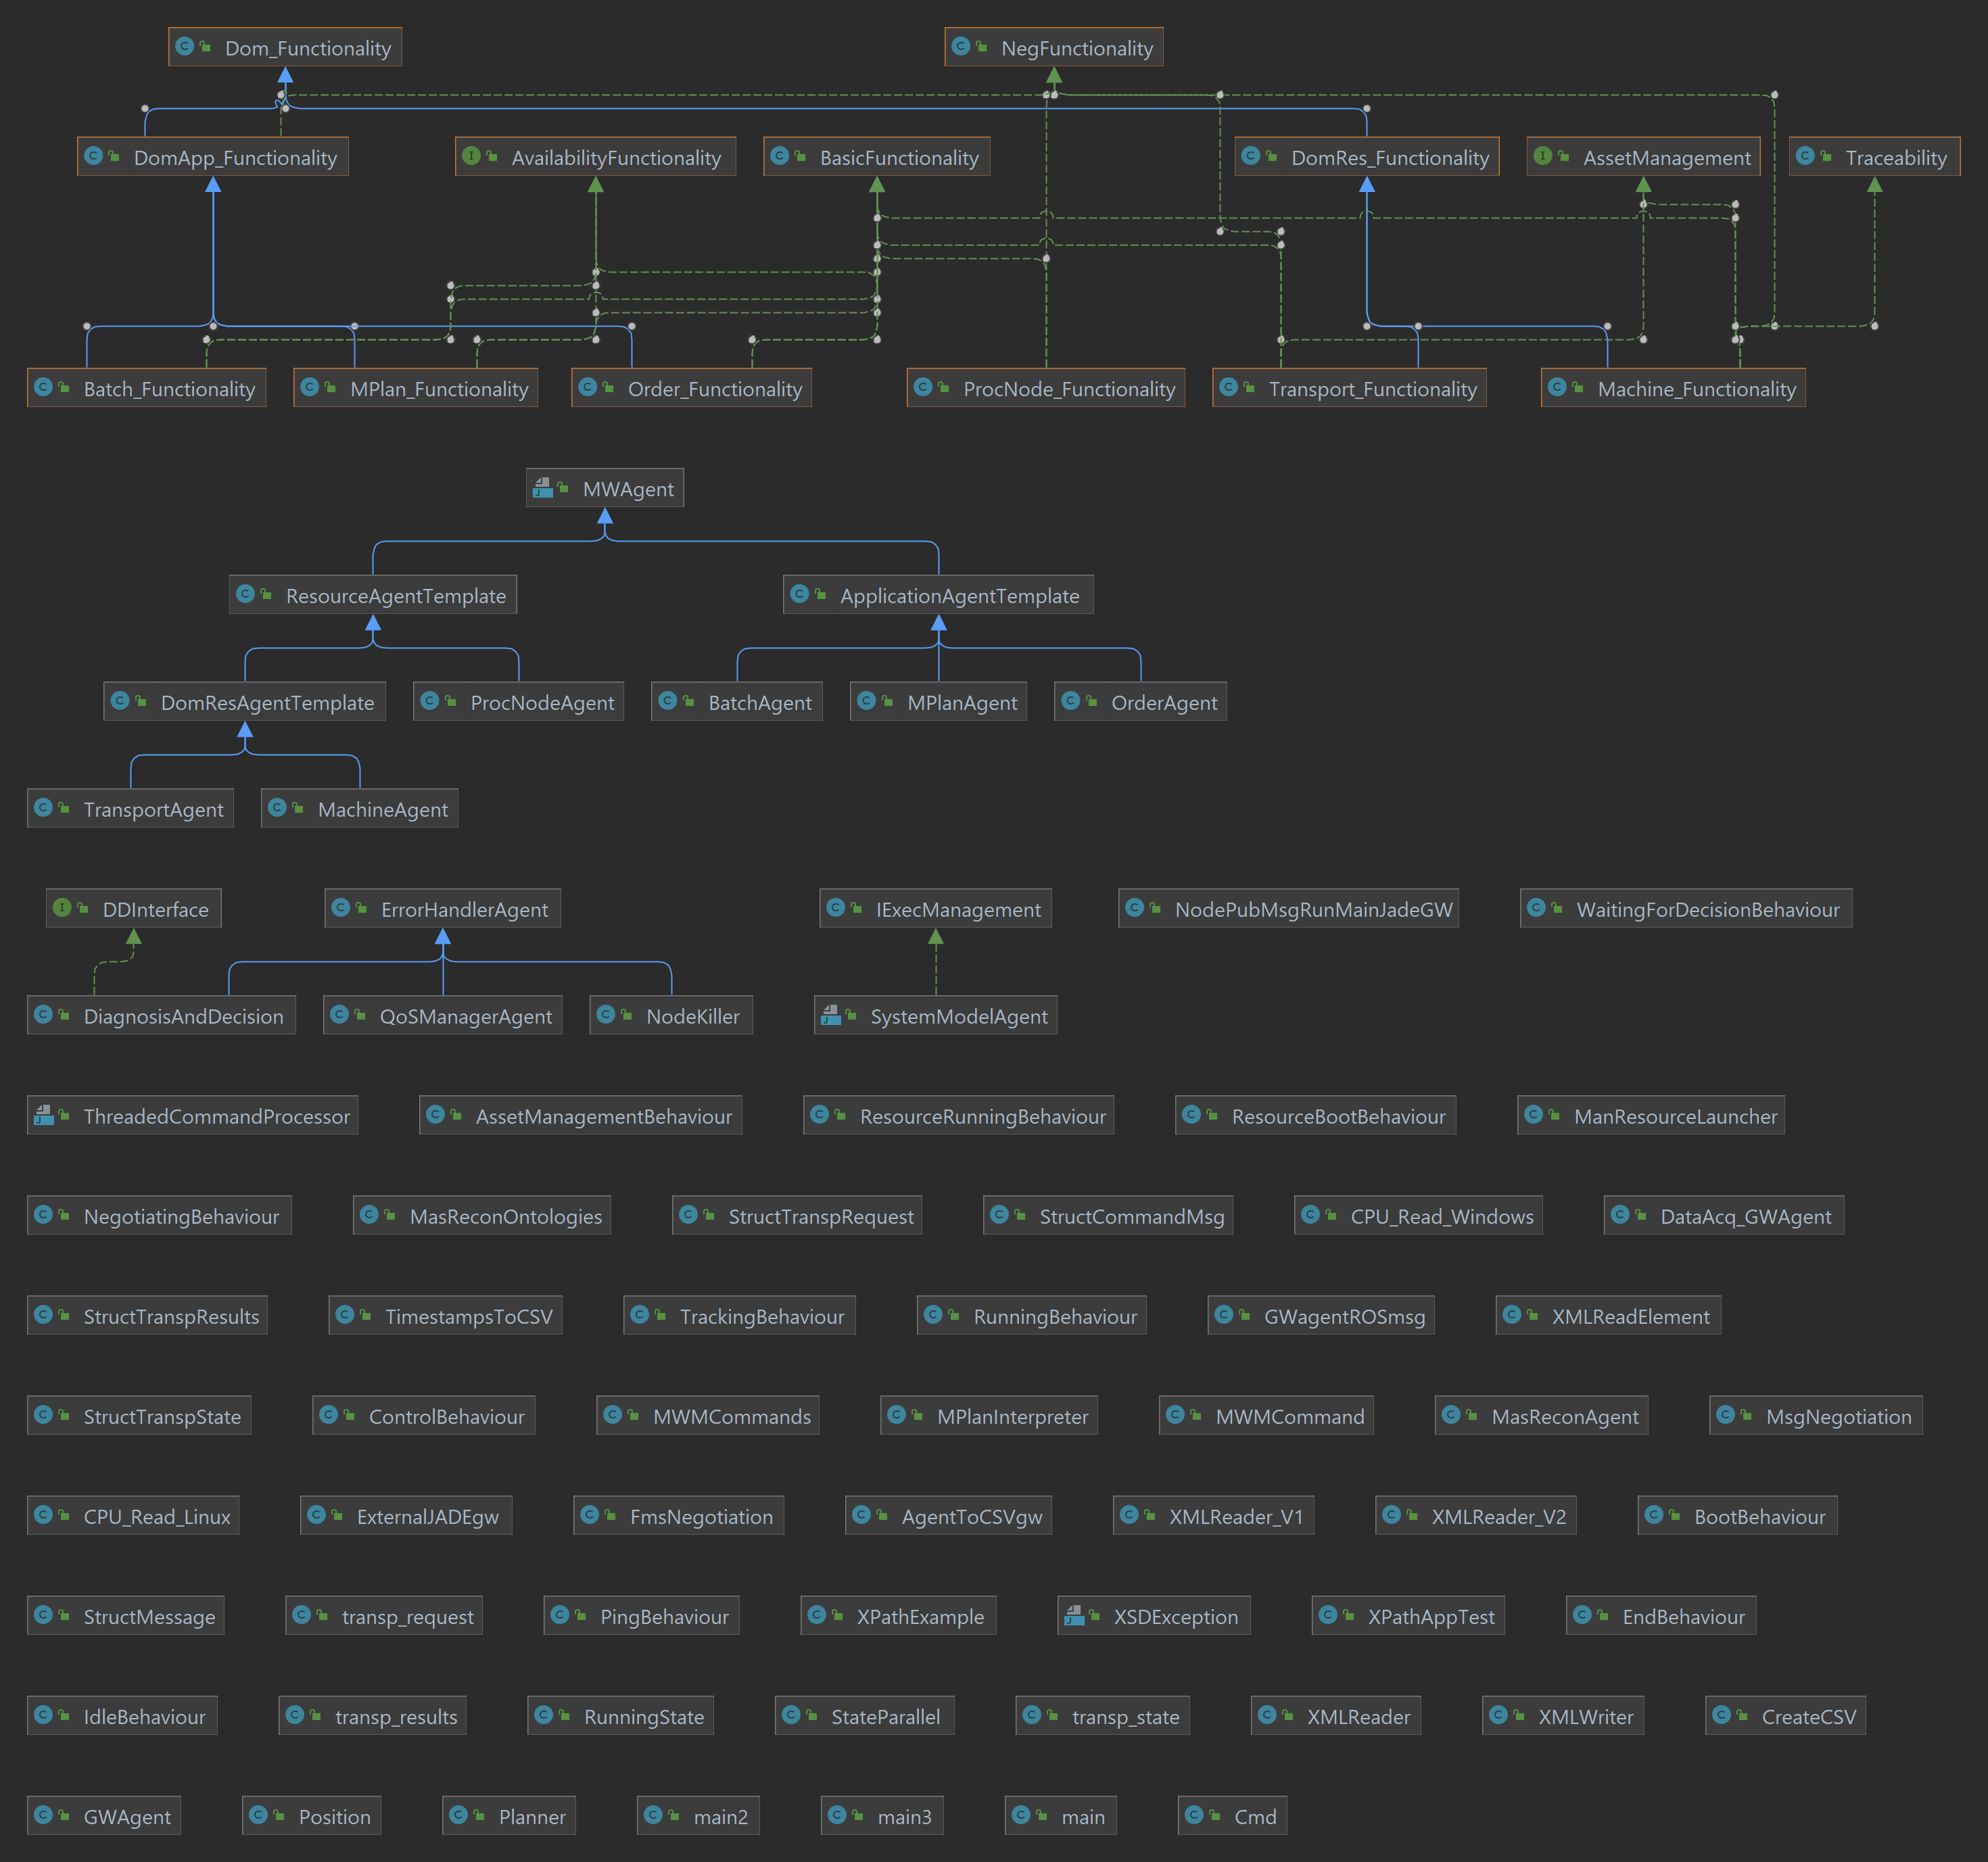 Dom_Functionality
NegFunctionality
DomApp_Functionality
AvailabilityFunctionality
BasicFunctionality
DomRes_Functionality
AssetManagement
Traceability
Batch_Functionality
MPlan_Functionality
Order_Functionality
ProcNode_Functionality
Transport_Functionality
Machine_Functionality
MWAgent
ResourceAgentTemplate
ApplicationAgentTemplate
DomResAgentTemplate
ProcNodeAgent
BatchAgent
MPlanAgent
OrderAgent
TransportAgent
MachineAgent
DDInterface
ErrorHandlerAgent
IExecManagement
NodePubMsgRunMainJadeGW
WaitingForDecisionBehaviour
DiagnosisAndDecision
QoSManagerAgent
NodeKiller
SystemModelAgent
ThreadedCommandProcessor
AssetManagementBehaviour
ResourceRunningBehaviour
ResourceBootBehaviour
ManResourceLauncher
NegotiatingBehaviour
MasReconOntologies
StructTranspRequest
StructCommandMsg
CPU_Read_Windows
DataAcq_GWAgent
StructTranspResults
TimestampsToCSV
TrackingBehaviour
RunningBehaviour
GWagentROSmsg
XMLReadElement
StructTranspState
ControlBehaviour
MWMCommands
MPlanInterpreter
MWMCommand
MasReconAgent
MsgNegotiation
CPU_Read_Linux
ExternalJADEgw
FmsNegotiation
AgentToCSVgw
XMLReader_V1
XMLReader_V2
BootBehaviour
StructMessage
transp_request
PingBehaviour
XPathExample
XSDException
XPathAppTest
EndBehaviour
IdleBehaviour
transp_results
RunningState
StateParallel
transp_state
XMLReader
XMLWriter
CreateCSV
GWAgent
Position
Planner
main2
main3
main
Cmd